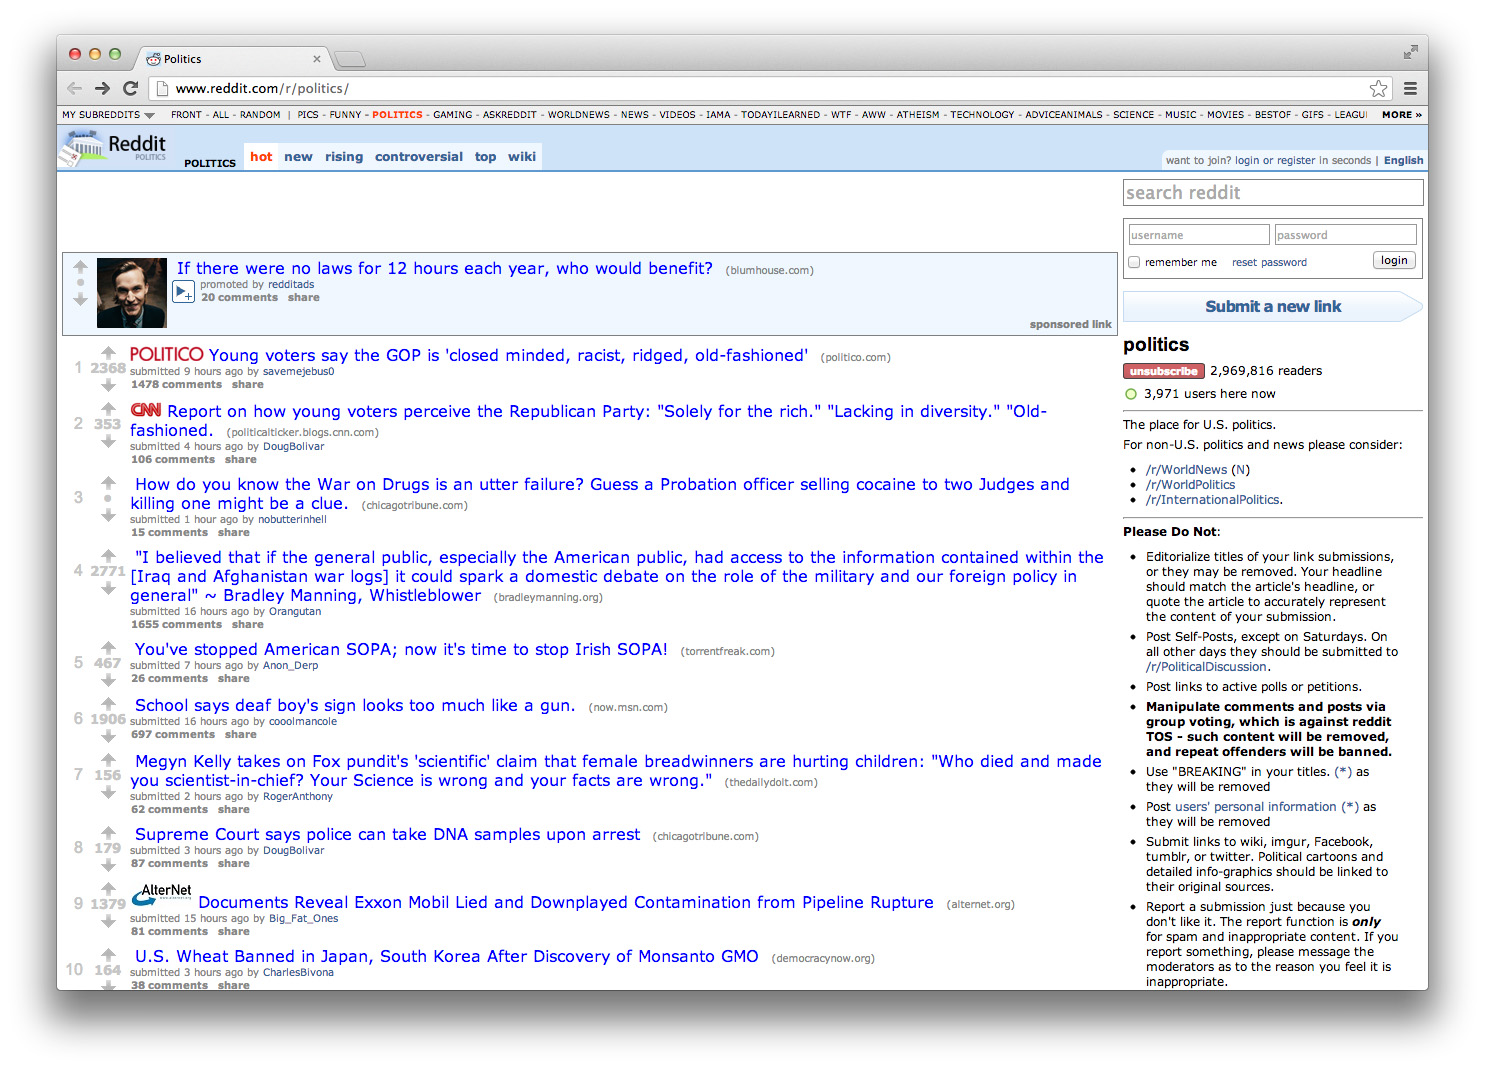 Politics
www.reddit.com/r/politics/
MY SUBREDDITS FRONT - ALL - RANDOM | PICS - FUNNY - POLITICS - GAMING - ASKREDDIT - WORLDNEWS - NEWS - VIDEOS - IAMA - TODAYILEARNED - WTF - AWW - ATHEISM - TECHNOLOGY - ADVICEANIMALS - SCIENCE - MUSIC - MOVIES - BESTOF - GIFS - LEAGU MORE »
Reddit
POLITICS
POLITICS hot new rising controversial top wiki
want to join? login or register in seconds | English
If there were no laws for 12 hours each year, who would benefit? (blumhouse.com)
promoted by redditads
20 comments share
sponsored link
POLITICO Young voters say the GOP is 'closed minded, racist, ridged, old-fashioned' (politico.com)
1 2368 submitted 9 hours ago by savemejebus0
1478 comments share
CNN Report on how young voters perceive the Republican Party: "Solely for the rich." "Lacking in diversity." "Old-
2 353 fashioned. (politicalticker.blogs.cnn.com)
submitted 4 hours ago by DougBolivar
106 comments share
How do you know the War on Drugs is an utter failure? Guess a Probation officer selling cocaine to two Judges and
3 killing one might be a clue. (chicagotribune.com)
submitted 1 hour ago by nobutterinhell
15 comments share
"I believed that if the general public, especially the American public, had access to the information contained within the
4 2771 [Iraq and Afghanistan war logs] it could spark a domestic debate on the role of the military and our foreign policy in
general" ~ Bradley Manning, Whistleblower (bradleymanning.org)
submitted 16 hours ago by Orangutan
1655 comments share
You've stopped American SOPA; now it's time to stop Irish SOPA! (torrentfreak.com)
5 467 submitted 7 hours ago by Anon_Derp
26 comments share
School says deaf boy's sign looks too much like a gun. (now.msn.com)
6 1906 submitted 16 hours ago by cooolmancole
697 comments share
Megyn Kelly takes on Fox pundit's 'scientific' claim that female breadwinners are hurting children: "Who died and made
7 156 you scientist-in-chief? Your Science is wrong and your facts are wrong." (thedailydolt.com)
submitted 2 hours ago by RogerAnthony
62 comments share
Supreme Court says police can take DNA samples upon arrest (chicagotribune.com)
8 179 submitted 3 hours ago by DougBolivar
87 comments share
AlterNet Documents Reveal Exxon Mobil Lied and Downplayed Contamination from Pipeline Rupture (alternet.org)
9 1379 submitted 15 hours ago by Big_Fat_Ones
81 comments share
U.S. Wheat Banned in Japan, South Korea After Discovery of Monsanto GMO (democracynow.org)
10 164 submitted 3 hours ago by CharlesBivona
38 comments share
search reddit
username password
remember me reset password login
Submit a new link
politics
unsubscribe 2,969,816 readers
3,971 users here now
The place for U.S. politics.
For non-U.S. politics and news please consider:
• /r/WorldNews (N)
• /r/WorldPolitics
• /r/InternationalPolitics.
Please Do Not:
• Editorialize titles of your link submissions,
or they may be removed. Your headline
should match the article's headline, or
quote the article to accurately represent
the content of your submission.
• Post Self-Posts, except on Saturdays. On
all other days they should be submitted to
/r/PoliticalDiscussion.
• Post links to active polls or petitions.
• Manipulate comments and posts via
group voting, which is against reddit
TOS - such content will be removed,
and repeat offenders will be banned.
• Use "BREAKING" in your titles. (*) as
they will be removed
• Post users' personal information (*) as
they will be removed
• Submit links to wiki, imgur, Facebook,
tumblr, or twitter. Political cartoons and
detailed info-graphics should be linked to
their original sources.
• Report a submission just because you
don't like it. The report function is only
for spam and inappropriate content. If you
report something, please message the
moderators as to the reason you feel it is
inappropriate.